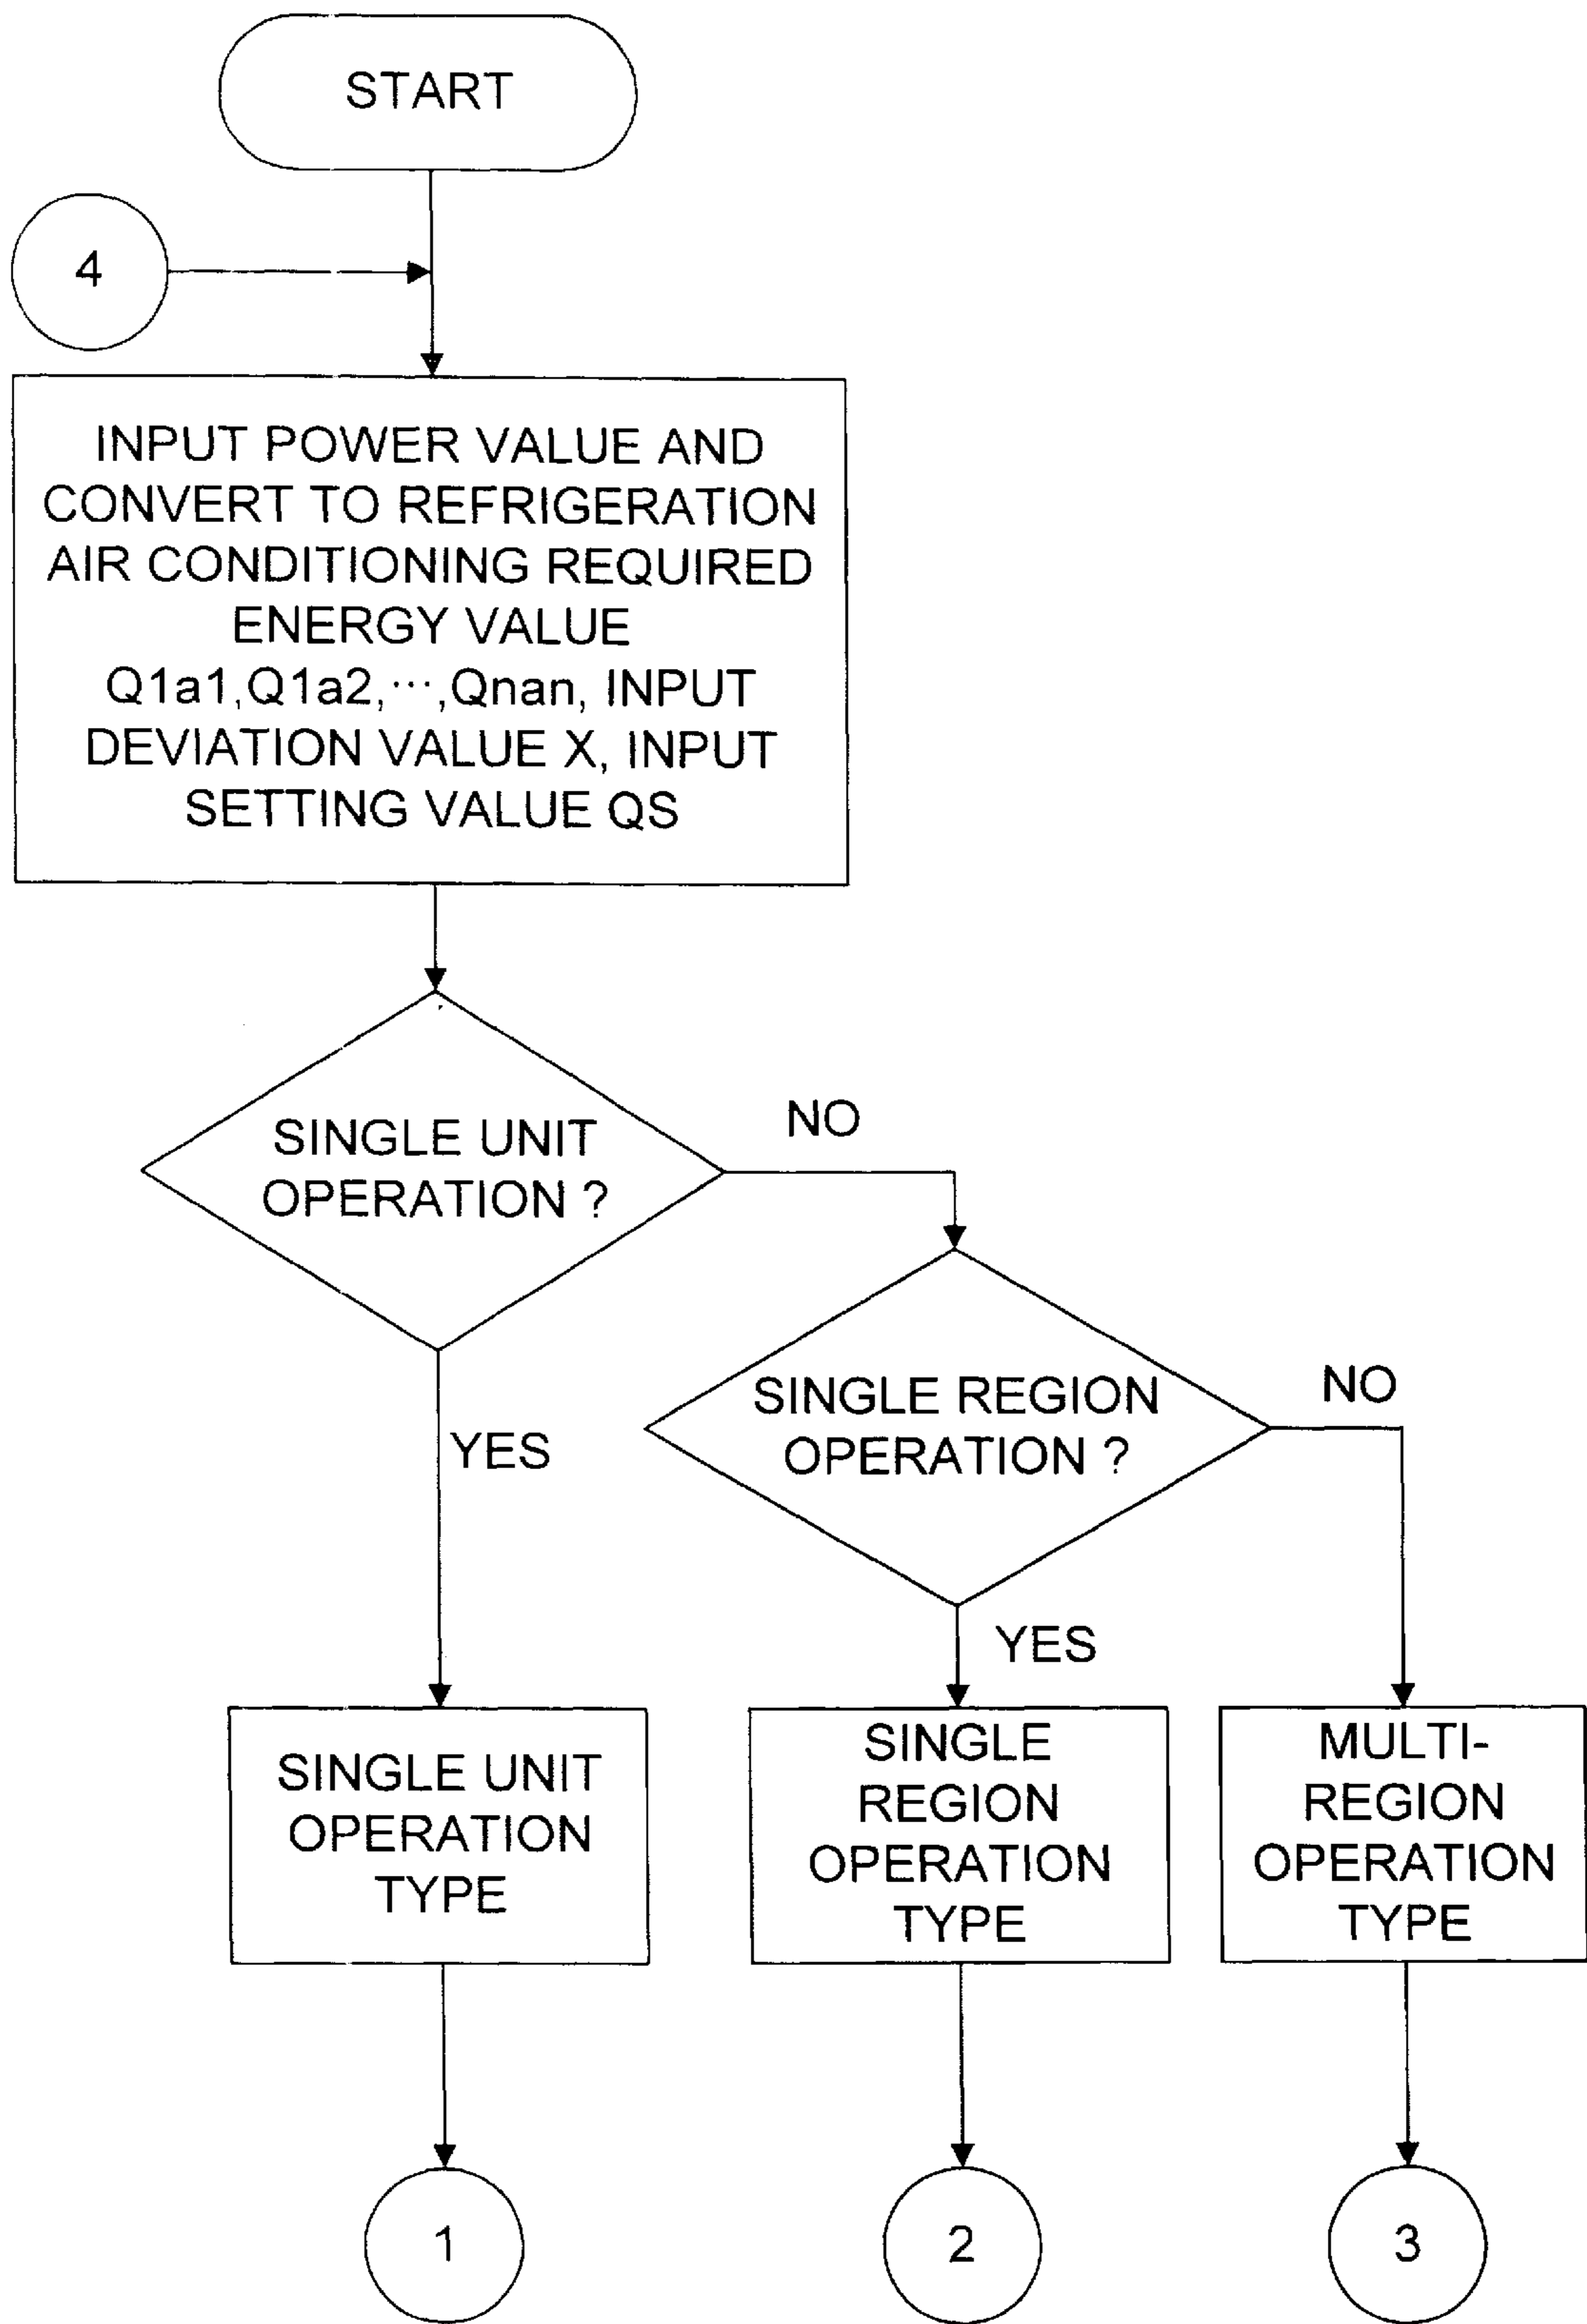 START
4
INPUT POWER VALUE AND
CONVERT TO REFRIGERATION
AIR CONDITIONING REQUIRED
ENERGY VALUE
Q1a1,Q1a2,···,Qnan, INPUT
DEVIATION VALUE X, INPUT
SETTING VALUE QS
SINGLE UNIT
OPERATION ?
NO
YES
SINGLE REGION
OPERATION ?
NO
YES
SINGLE UNIT
OPERATION
TYPE
SINGLE
REGION
OPERATION
TYPE
MULTI-
REGION
OPERATION
TYPE
1
2
3